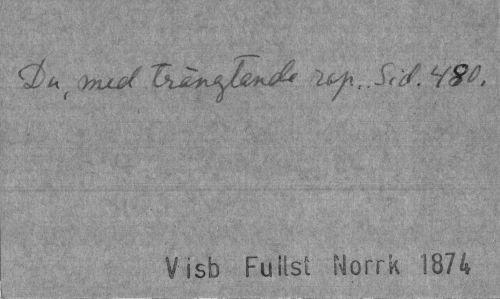 Du, med trängtande rop.. Sid. 480.
Visb Fullst Norrk 1874